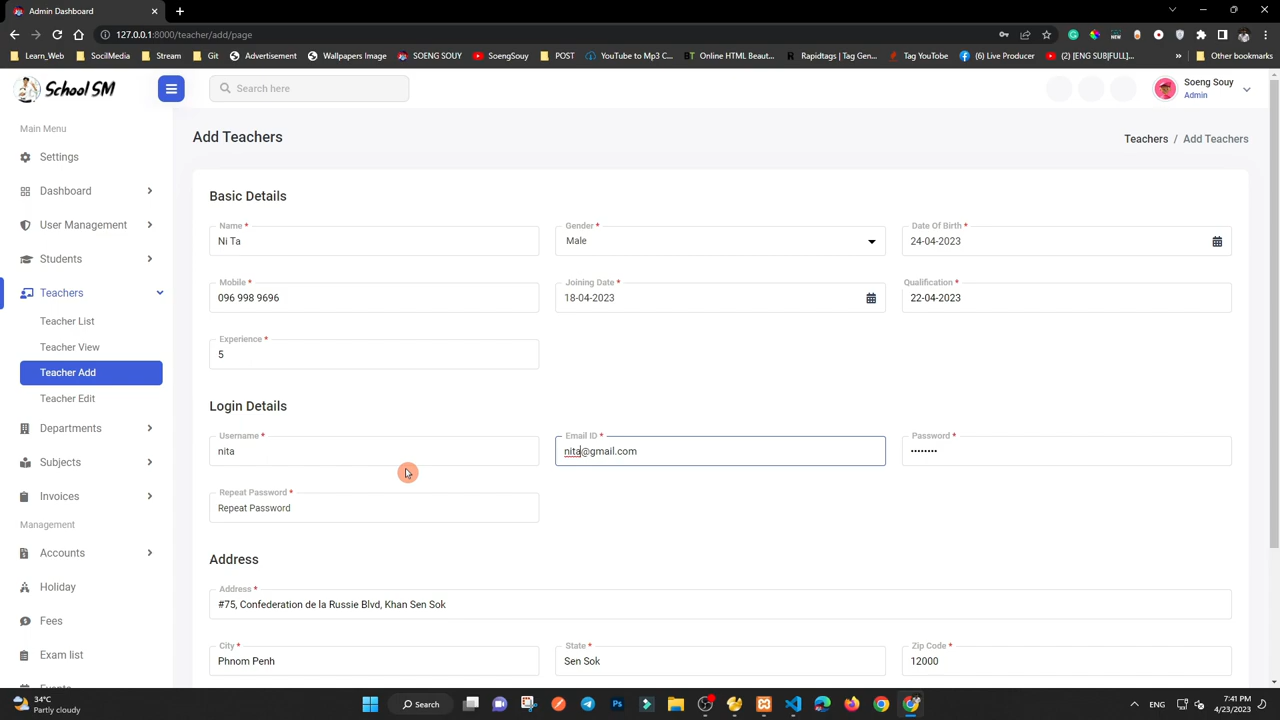 Admin Dashboard
127.0.0.1:8000/teacher/add/page
Learn_Web SocilMedia Stream Git Advertisement Wallpapers Image SOENG SOUY SoengSouy POST YouTube to Mp3 C... Online HTML Beaut... Rapidtags | Tag Gen... Tag YouTube (6) Live Producer (2) [ENG SUB|FULL]... » Other bookmarks
School SM
Search here
Soeng Souy
Admin
Main Menu
Settings
Dashboard
User Management
Students
Teachers
Teacher List
Teacher View
Teacher Add
Teacher Edit
Departments
Subjects
Invoices
Management
Accounts
Holiday
Fees
Exam list
Events
Add Teachers
Teachers / Add Teachers
Basic Details
Name * Gender * Date Of Birth *
Ni Ta Male 24-04-2023
Mobile * Joining Date * Qualification *
096 998 9696 18-04-2023 22-04-2023
Experience *
5
Login Details
Username * Email ID * Password *
nita nita@gmail.com ••••••••
Repeat Password *
Repeat Password
Address
Address *
#75, Confederation de la Russie Blvd, Khan Sen Sok
City * State * Zip Code *
Phnom Penh Sen Sok 12000
34°C
Partly cloudy
Search
ENG
7:41 PM
4/23/2023